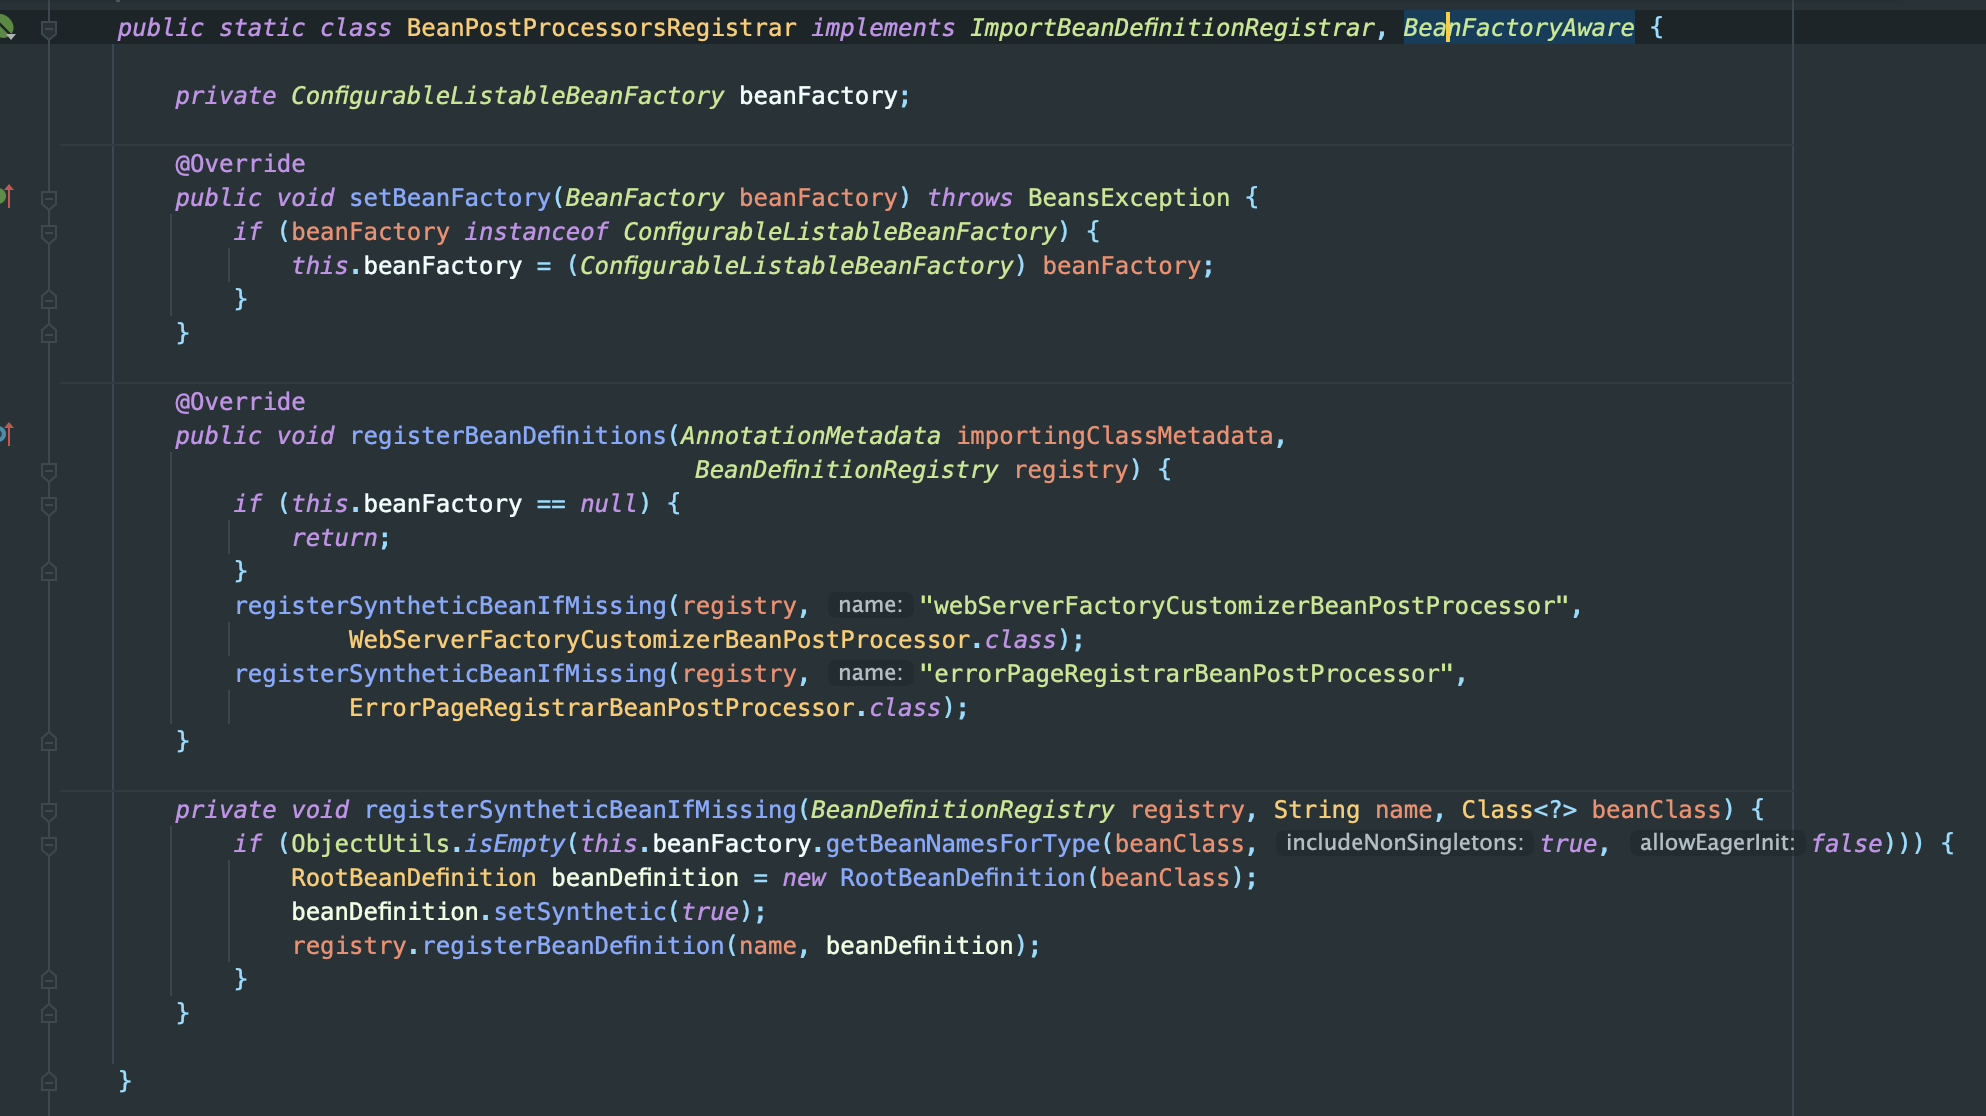 public static class BeanPostProcessorsRegistrar implements ImportBeanDefinitionRegistrar, BeanFactoryAware {
private ConfigurableListableBeanFactory beanFactory;
@Override
public void setBeanFactory(BeanFactory beanFactory) throws BeansException {
if (beanFactory instanceof ConfigurableListableBeanFactory) {
this.beanFactory = (ConfigurableListableBeanFactory) beanFactory;
}
}
@Override
public void registerBeanDefinitions(AnnotationMetadata importingClassMetadata,
BeanDefinitionRegistry registry) {
if (this.beanFactory == null) {
return;
}
registerSyntheticBeanIfMissing(registry, name: "webServerFactoryCustomizerBeanPostProcessor",
WebServerFactoryCustomizerBeanPostProcessor.class);
registerSyntheticBeanIfMissing(registry, name: "errorPageRegistrarBeanPostProcessor",
ErrorPageRegistrarBeanPostProcessor.class);
}
private void registerSyntheticBeanIfMissing(BeanDefinitionRegistry registry, String name, Class<?> beanClass) {
if (ObjectUtils.isEmpty(this.beanFactory.getBeanNamesForType(beanClass, includeNonSingletons: true, allowEagerInit: false))) {
RootBeanDefinition beanDefinition = new RootBeanDefinition(beanClass);
beanDefinition.setSynthetic(true);
registry.registerBeanDefinition(name, beanDefinition);
}
}
}